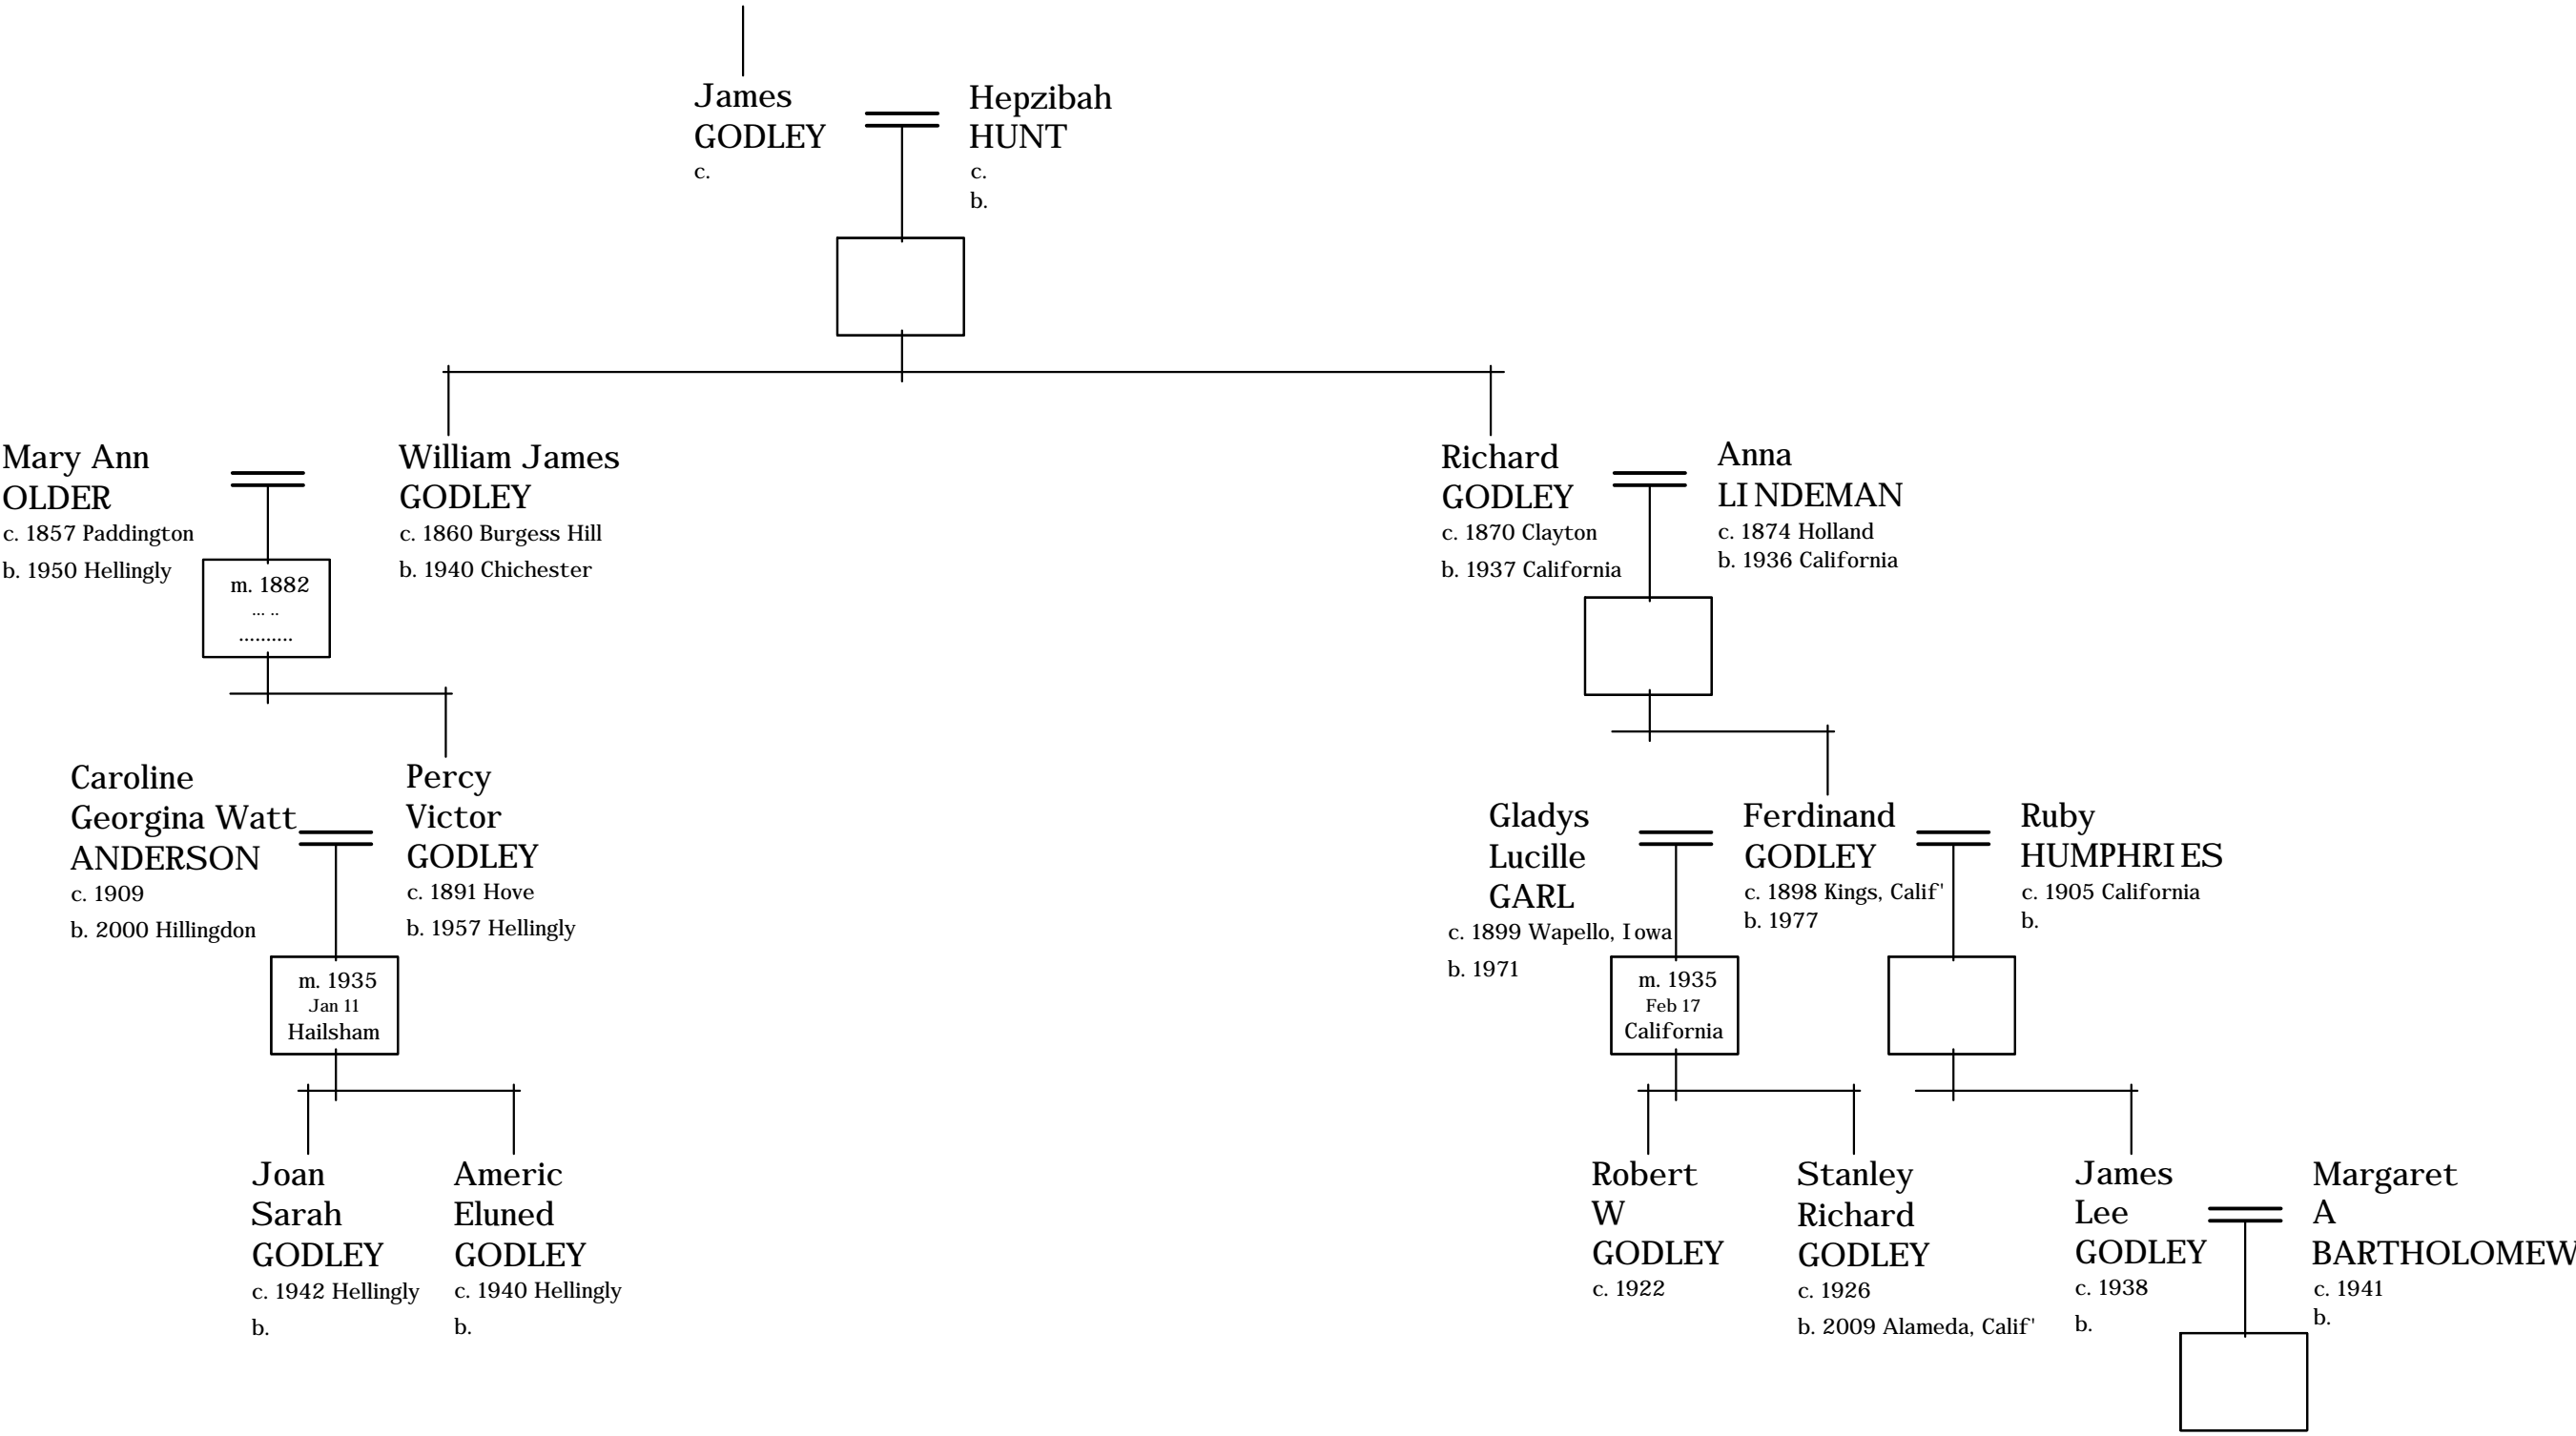 James
GODLEY
c.
Hepzibah
HUNT
c.
b.
Mary Ann
OLDER
c. 1857 Paddington
b. 1950 Hellingly
m. 1882
... ..
..........
William James
GODLEY
c. 1860 Burgess Hill
b. 1940 Chichester
Richard
GODLEY
c. 1870 Clayton
b. 1937 California
Anna
LINDEMAN
c. 1874 Holland
b. 1936 California
Caroline
Georgina Watt
ANDERSON
c. 1909
b. 2000 Hillingdon
m. 1935
Jan 11
Hailsham
Percy
Victor
GODLEY
c. 1891 Hove
b. 1957 Hellingly
Gladys
Lucille
GARL
c. 1899 Wapello, Iowa
b. 1971
m. 1935
Feb 17
California
Ferdinand
GODLEY
c. 1898 Kings, Calif'
b. 1977
Ruby
HUMPHRIES
c. 1905 California
b.
Joan
Sarah
GODLEY
c. 1942 Hellingly
b.
Americ
Eluned
GODLEY
c. 1940 Hellingly
b.
Robert
W
GODLEY
c. 1922
Stanley
Richard
GODLEY
c. 1926
b. 2009 Alameda, Calif'
James
Lee
GODLEY
c. 1938
b.
Margaret
A
BARTHOLOMEW
c. 1941
b.